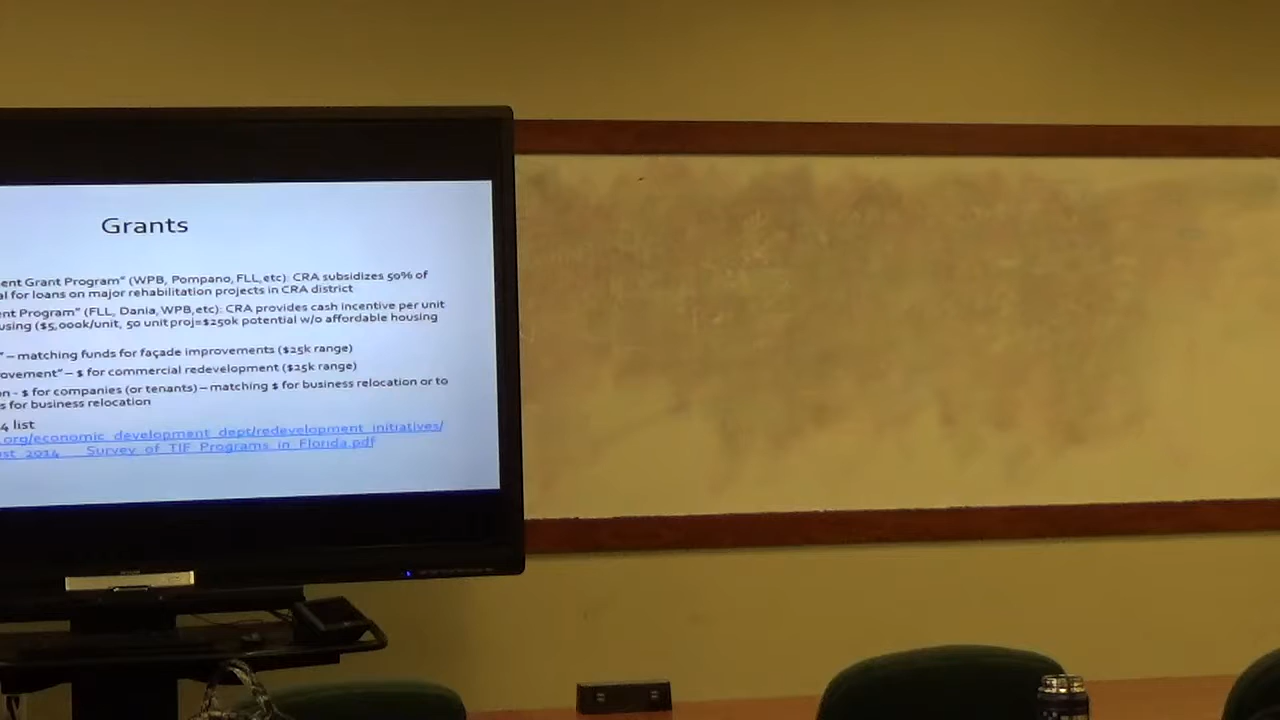 Grants
ent Grant Program" (WPB, Pompano, FLL, etc): CRA subsidizes 50% of
al for loans on major rehabilitation projects in CRA district
ent Program" (FLL, Dania, WPB, etc): CRA provides cash incentive per unit
using ($5,000k/unit, 50 unit proj=$250k potential w/o affordable housing
" – matching funds for façade improvements ($25k range)
ovement" – $ for commercial redevelopment ($25k range)
on - $ for companies (or tenants) – matching $ for business relocation or to
s for business relocation
4 list
.org/economic_development_dept/redevelopment_initiatives/
ust_2014___Survey_of_TIF_Programs_in_Florida.pdf